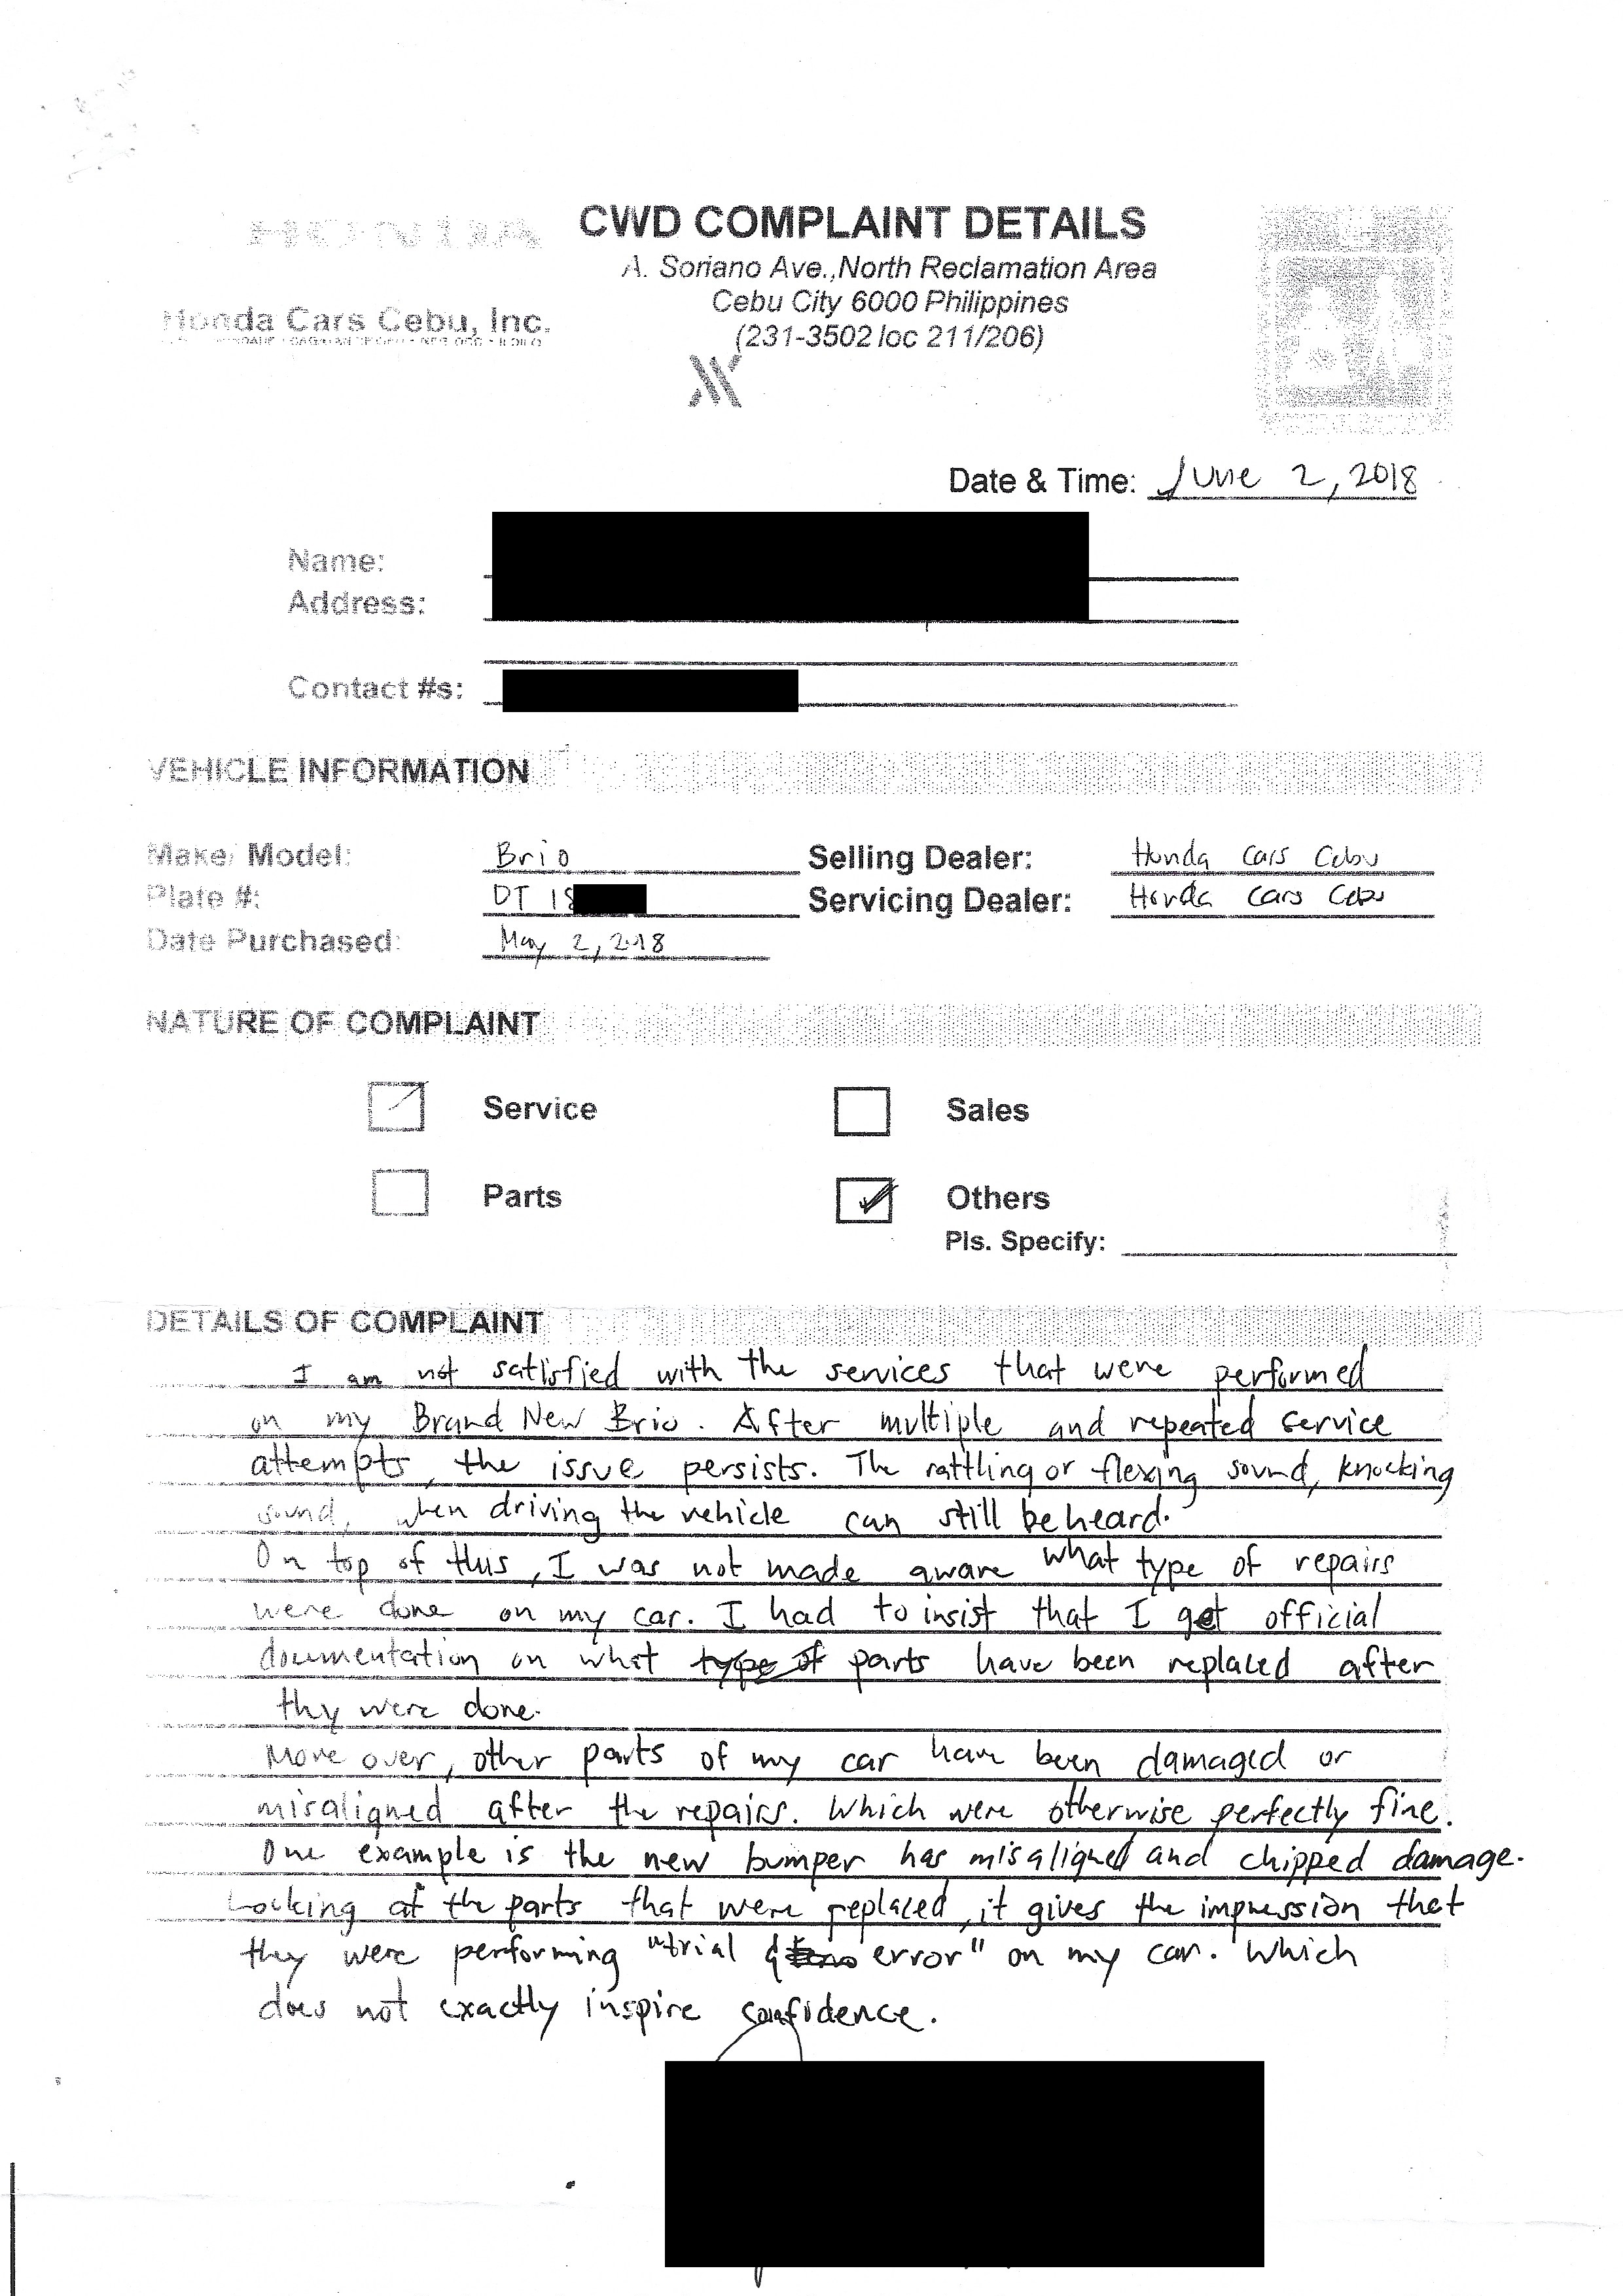 HONDA
CWD COMPLAINT DETAILS
A. Soriano Ave.,North Reclamation Area
Honda Cars Cebu, Inc.
Cebu City 6000 Philippines
(231-3502 loc 211/206)
Date & Time: June 2, 2018
Name:
Address:
Contact #s:
VEHICLE INFORMATION
Make/ Model: Brio Selling Dealer: Honda Cars Cebu
Plate #: DT 18 Servicing Dealer: Honda Cars Cebu
Date Purchased: May 2, 2018
NATURE OF COMPLAINT
Service Sales
Parts Others
Pls. Specify:
DETAILS OF COMPLAINT
I am not satisfied with the services that were performed
on my Brand New Brio. After multiple and repeated service
attempts, the issue persists. The rattling or flexing sound, knocking
sound, when driving the vehicle can still be heard.
On top of this, I was not made aware what type of repairs
were done on my car. I had to insist that I get official
documentation on what type of parts have been replaced after
thy were done.
More over, other parts of my car have been damaged or
misaligned after the repairs. Which were otherwise perfectly fine.
One example is the new bumper has misaligned and chipped damage.
Looking at the parts that were replaced, it gives the impression that
they were performing "trial & error" on my car. Which
does not exactly inspire confidence.